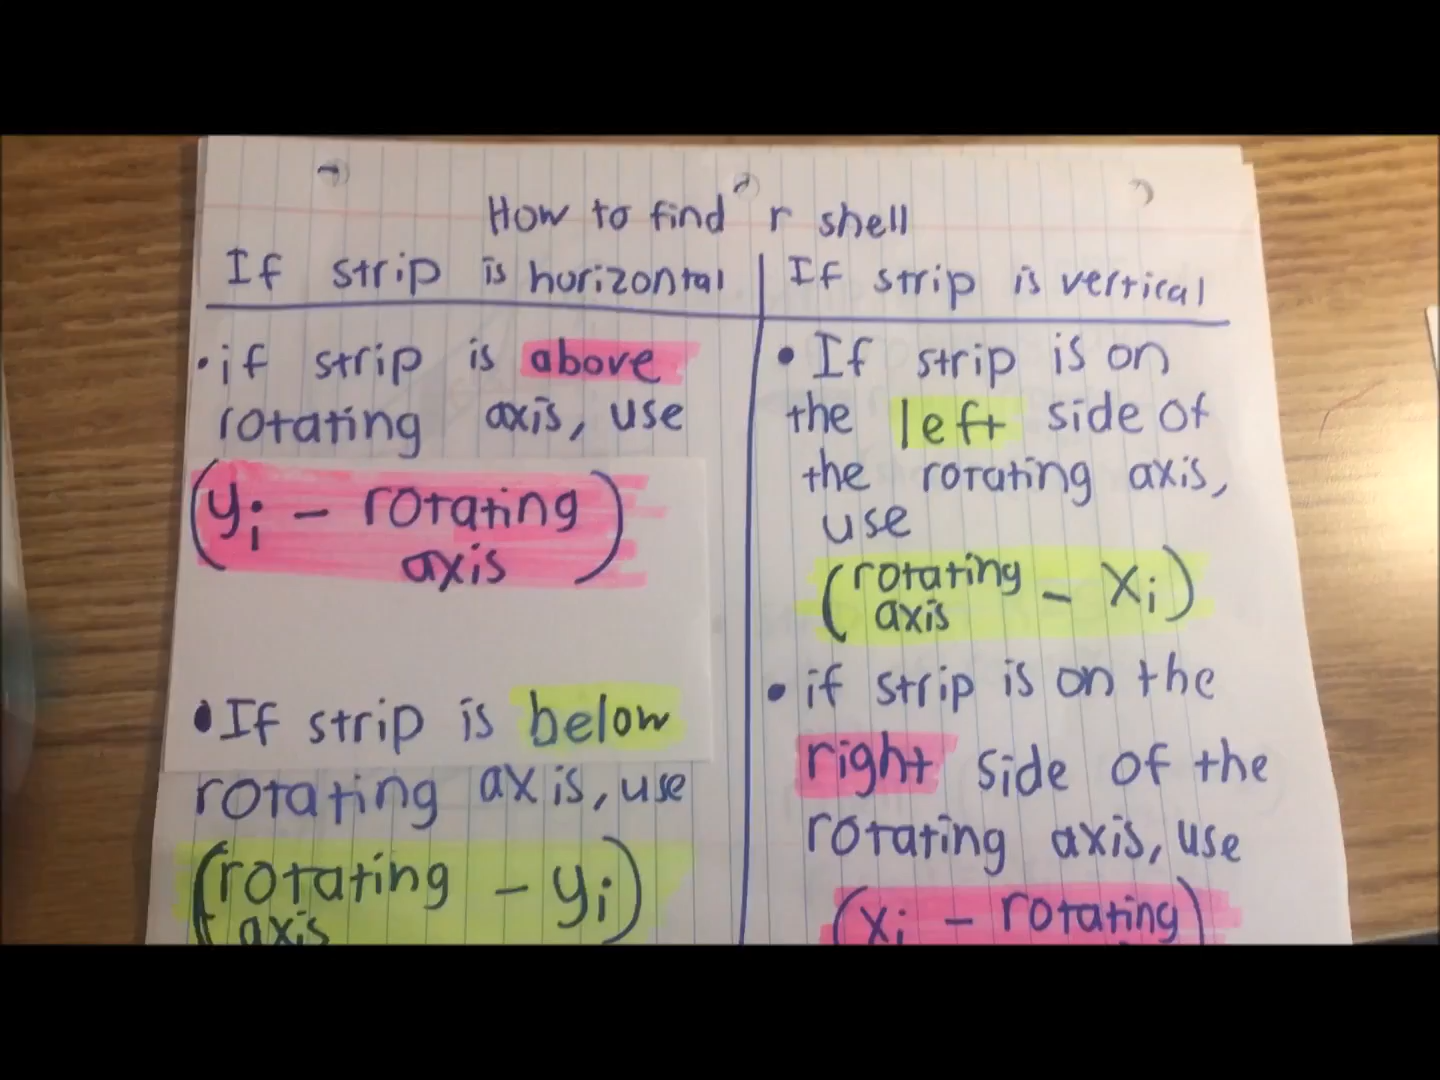 How to find r shell
If strip is horizontal
• if strip is above
rotating axis, use
(yi - rotating
axis)
• If strip is below
rotating axis, use
(rotating - yi)
axis
If strip is vertical
• If strip is on
the left side of
the rotating axis,
use
(rotating - xi)
axis
• if strip is on the
right side of the
rotating axis, use
(xi - rotating)